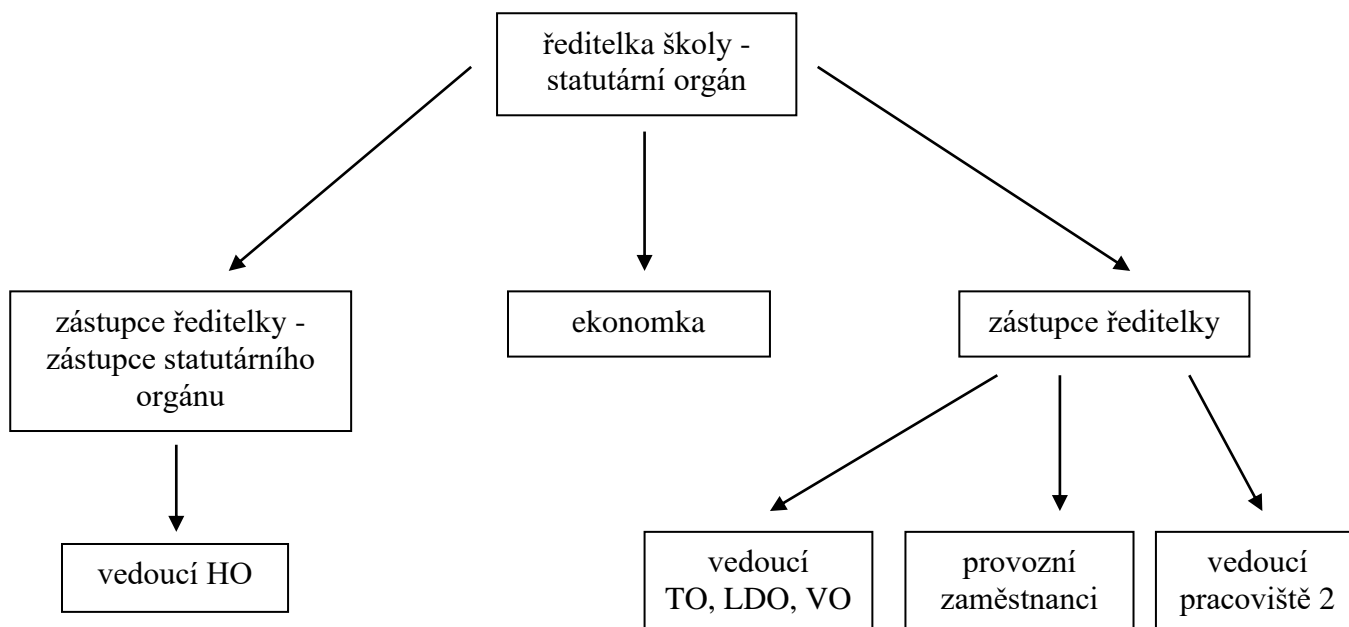 ředitelka školy -
statutární orgán
zástupce ředitelky -
zástupce statutárního
orgánu
ekonomka
zástupce ředitelky
vedoucí HO
vedoucí
TO, LDO, VO
provozní
zaměstnanci
vedoucí
pracoviště 2